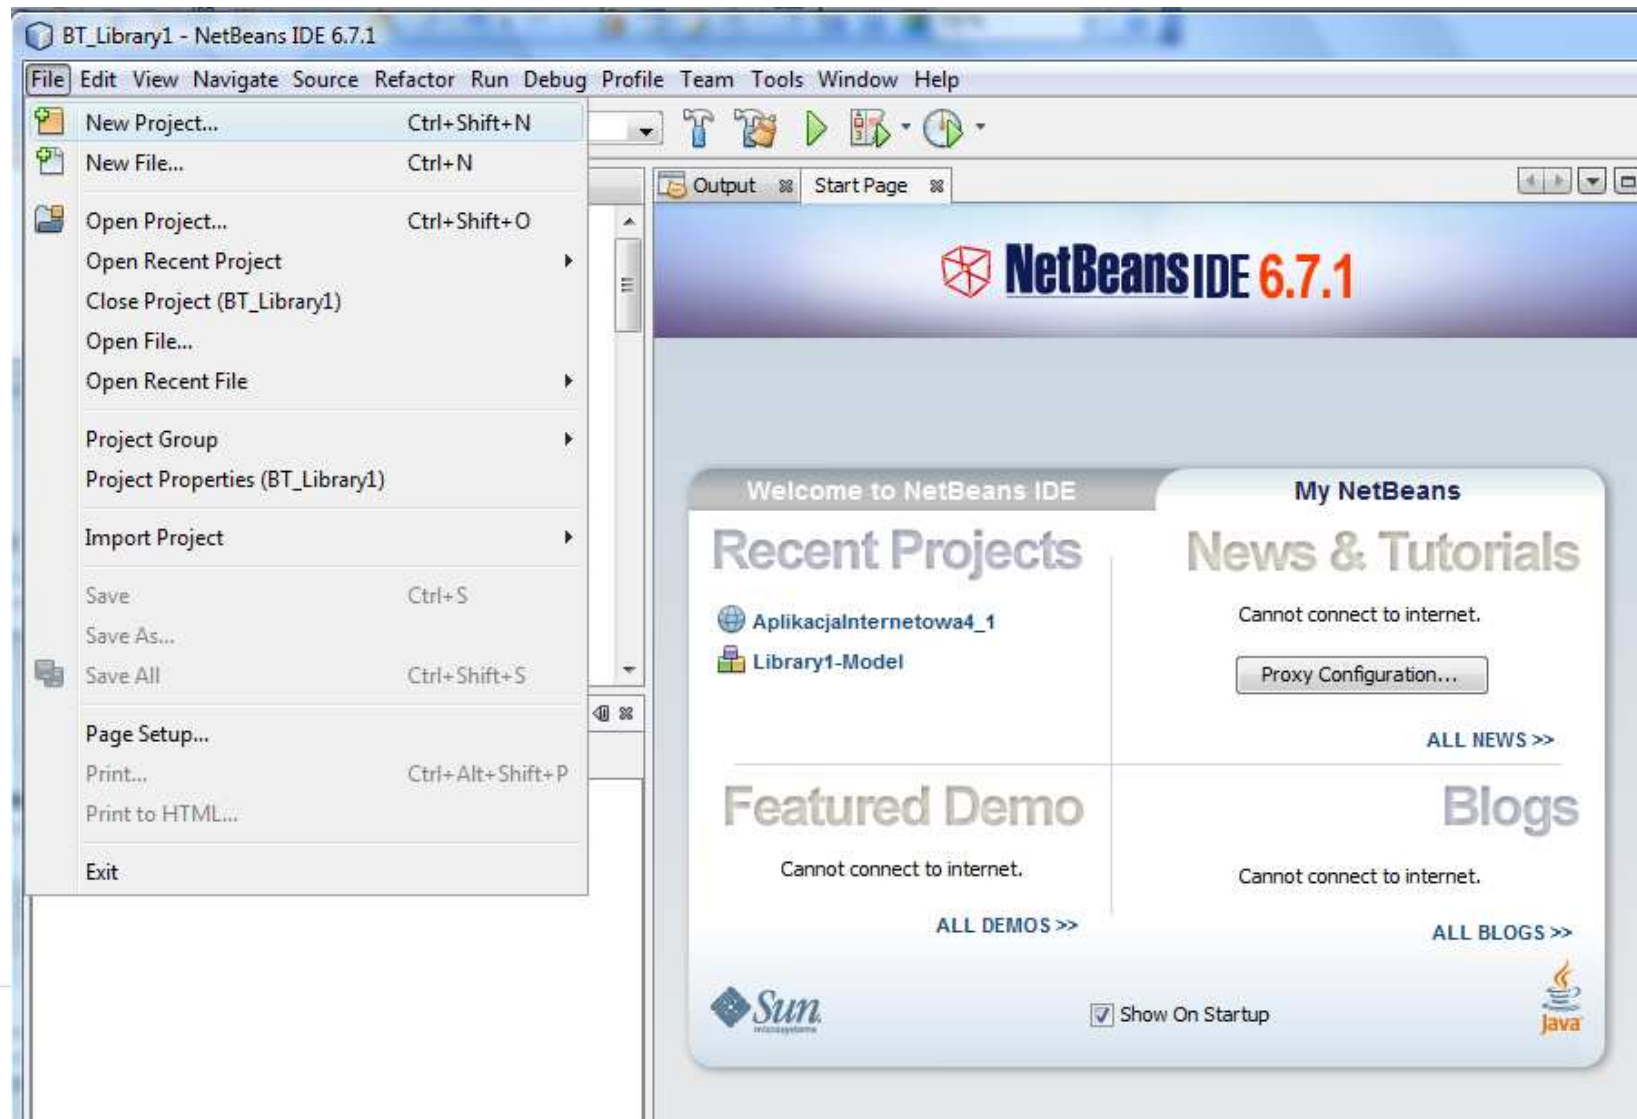 BT_Library1 - NetBeans IDE 6.7.1
File Edit View Navigate Source Refactor Run Debug Profile Team Tools Window Help
New Project... Ctrl+Shift+N
New File... Ctrl+N
Open Project... Ctrl+Shift+O
Open Recent Project
Close Project (BT_Library1)
Open File...
Open Recent File
Project Group
Project Properties (BT_Library1)
Import Project
Save Ctrl+S
Save As...
Save All Ctrl+Shift+S
Page Setup...
Print... Ctrl+Alt+Shift+P
Print to HTML...
Exit
Output Start Page
NetBeans IDE 6.7.1
Welcome to NetBeans IDE
My NetBeans
Recent Projects
AplikacjaInternetowa4_1
Library1-Model
News & Tutorials
Cannot connect to internet.
Proxy Configuration...
ALL NEWS >>
Featured Demo
Cannot connect to internet.
ALL DEMOS >>
Blogs
Cannot connect to internet.
ALL BLOGS >>
Sun
microsystems
Show On Startup
Java